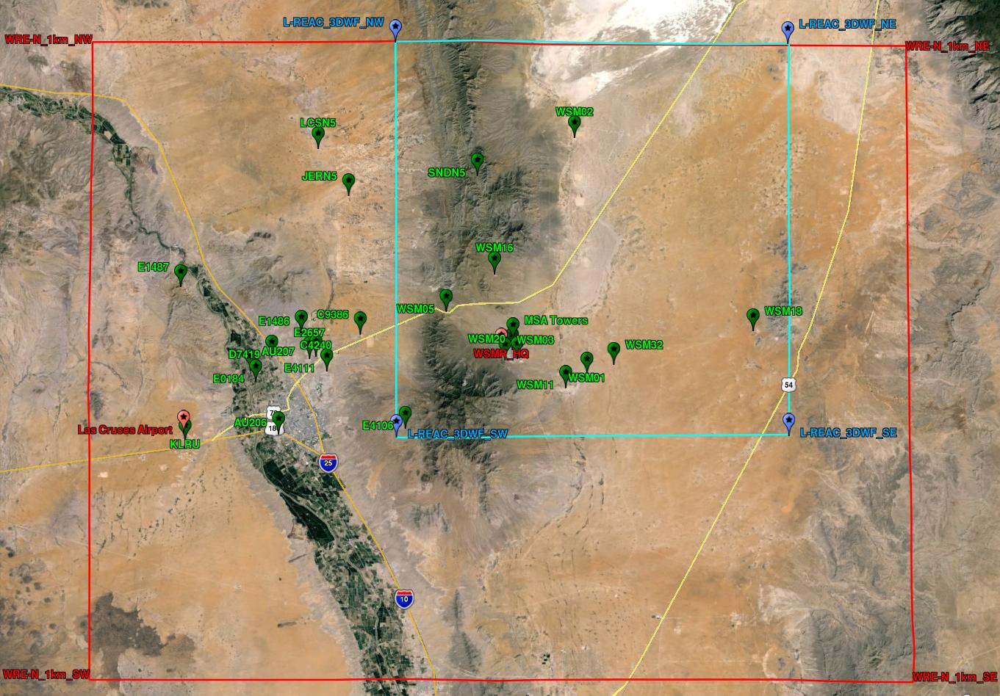 L-REAC_3DWF_NW
L-REAC_3DWF_NE
WRE-N_1km_NW
WRE-N_1km_NE
WSM02
LCSN5
SNDN5
JERN5
WSM16
E1437
WSM05
WSM18
C9386
E1486
MSA Towers
E2657
WSM20
WSM03
C4240
WSM32
AU207
D7419
WSMR_HQ
E4111
E0184
WSM01
WSM11
54
AU206
70
18
E4106
Las Cruces Airport
L-REAC_3DWF_SW
L-REAC_3DWF_SE
KLRU
25
10
WRE-N_1km_SW
WRE-N_1km_SE